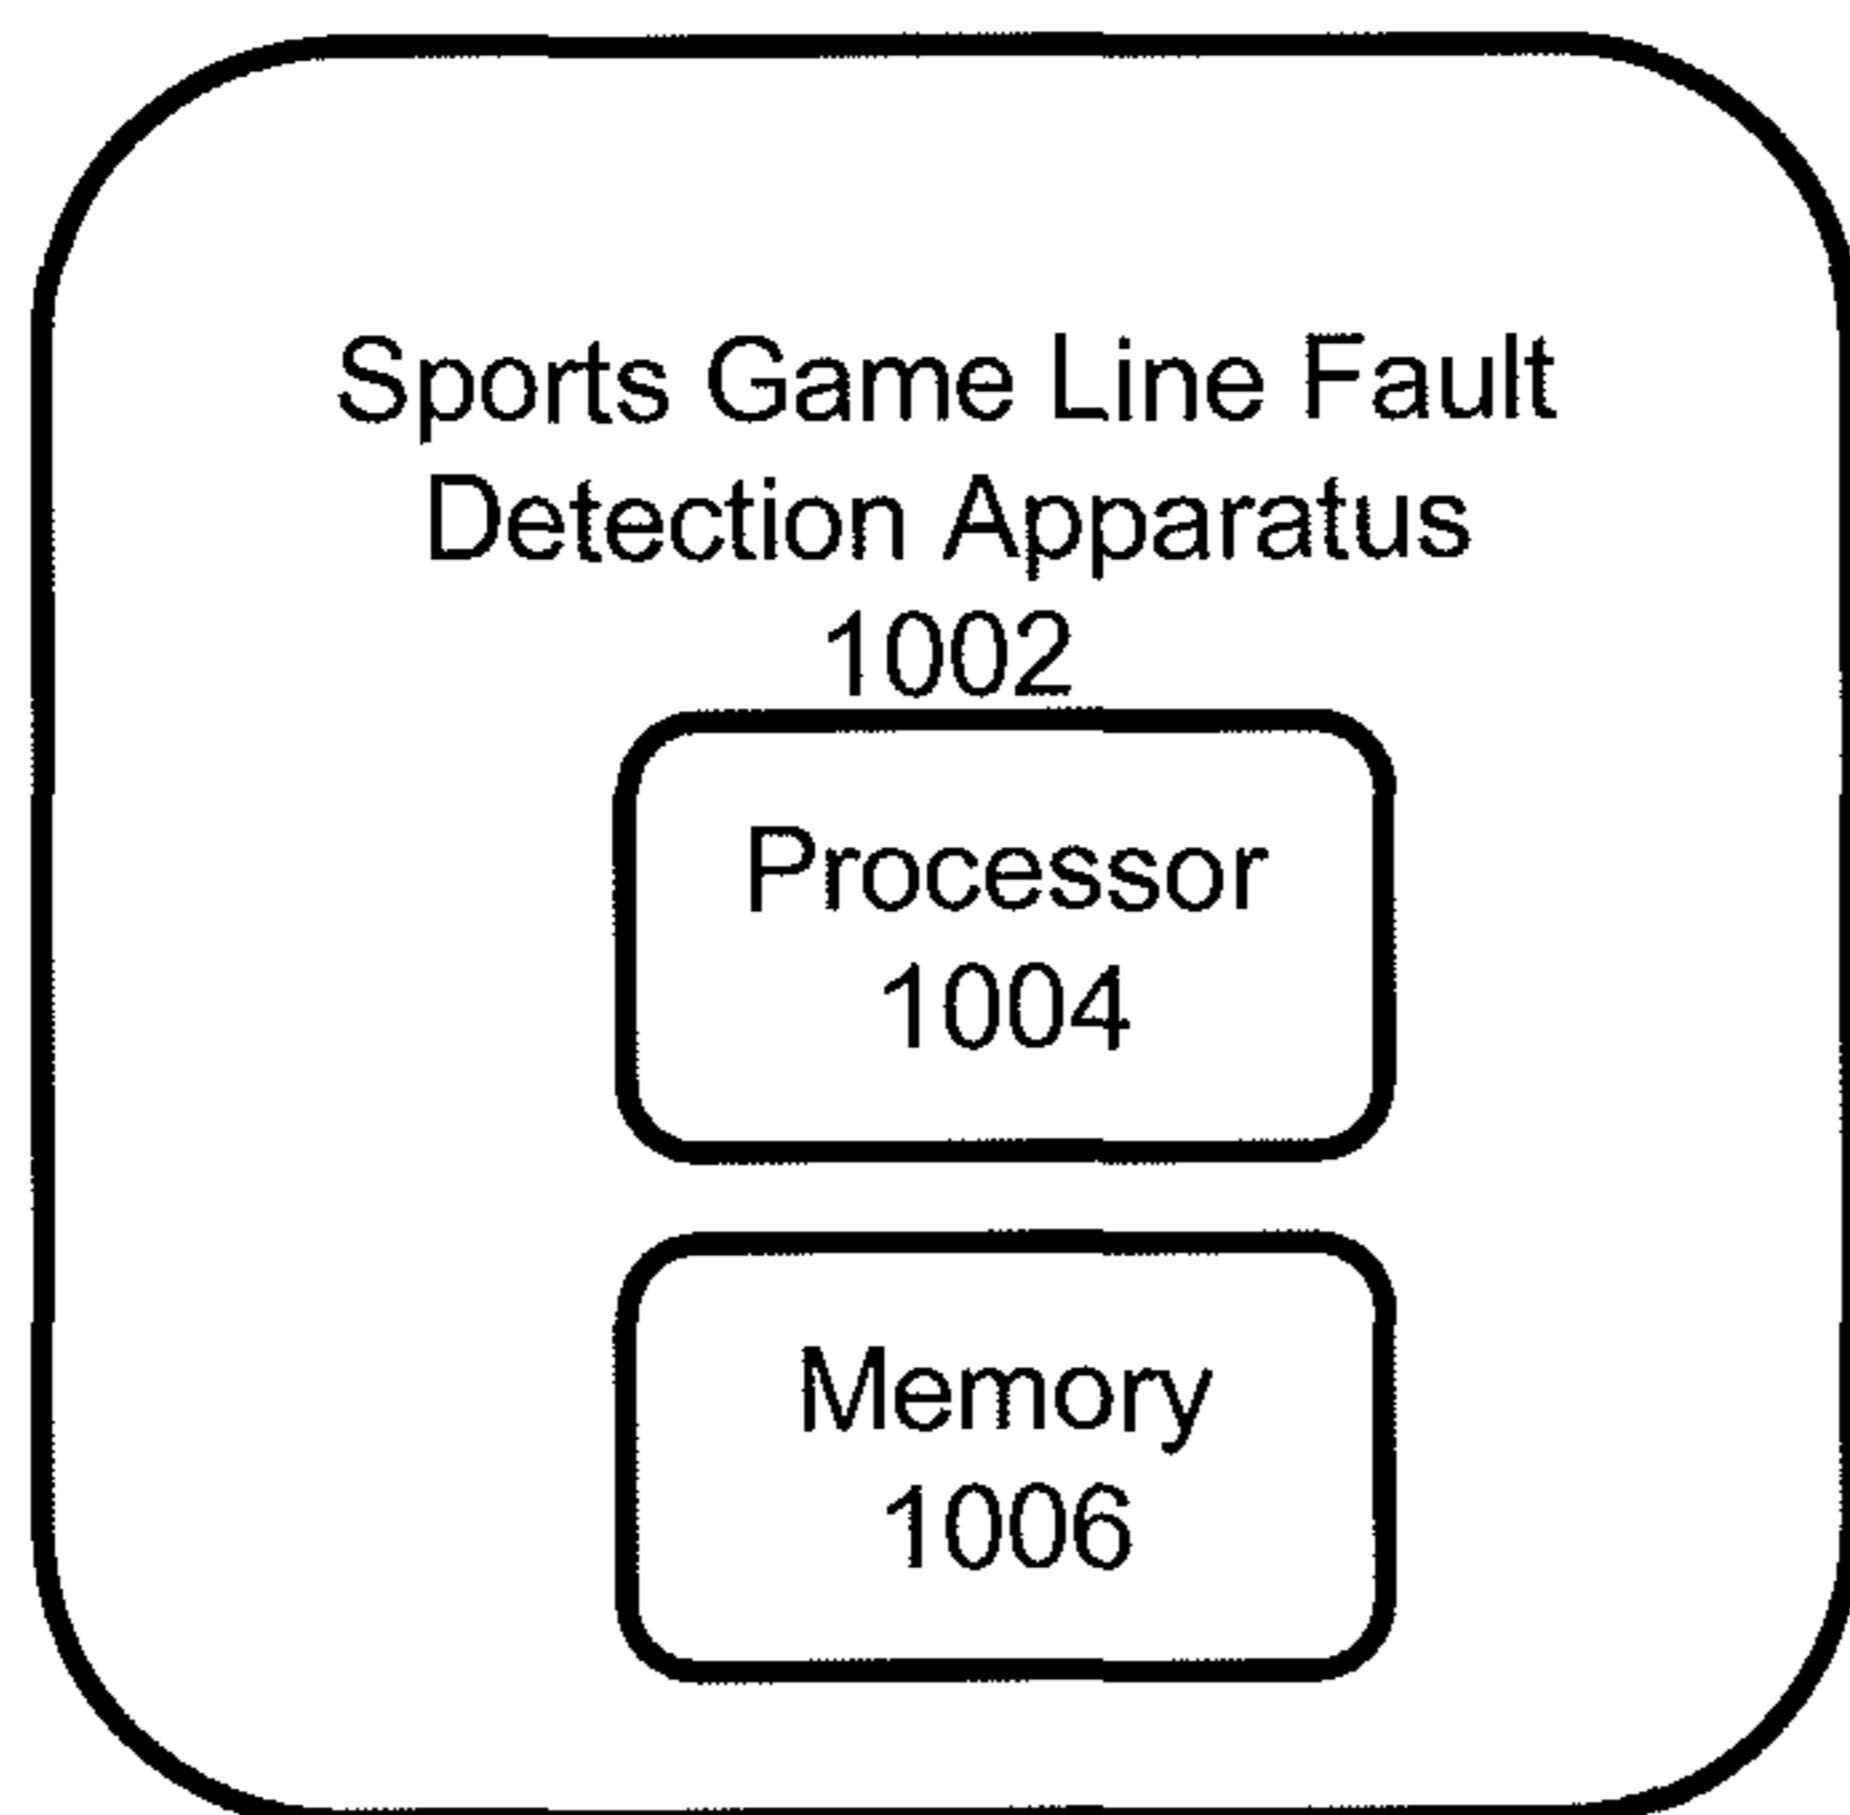 Sports Game Line Fault
Detection Apparatus
1002
Processor
1004
Memory
1006